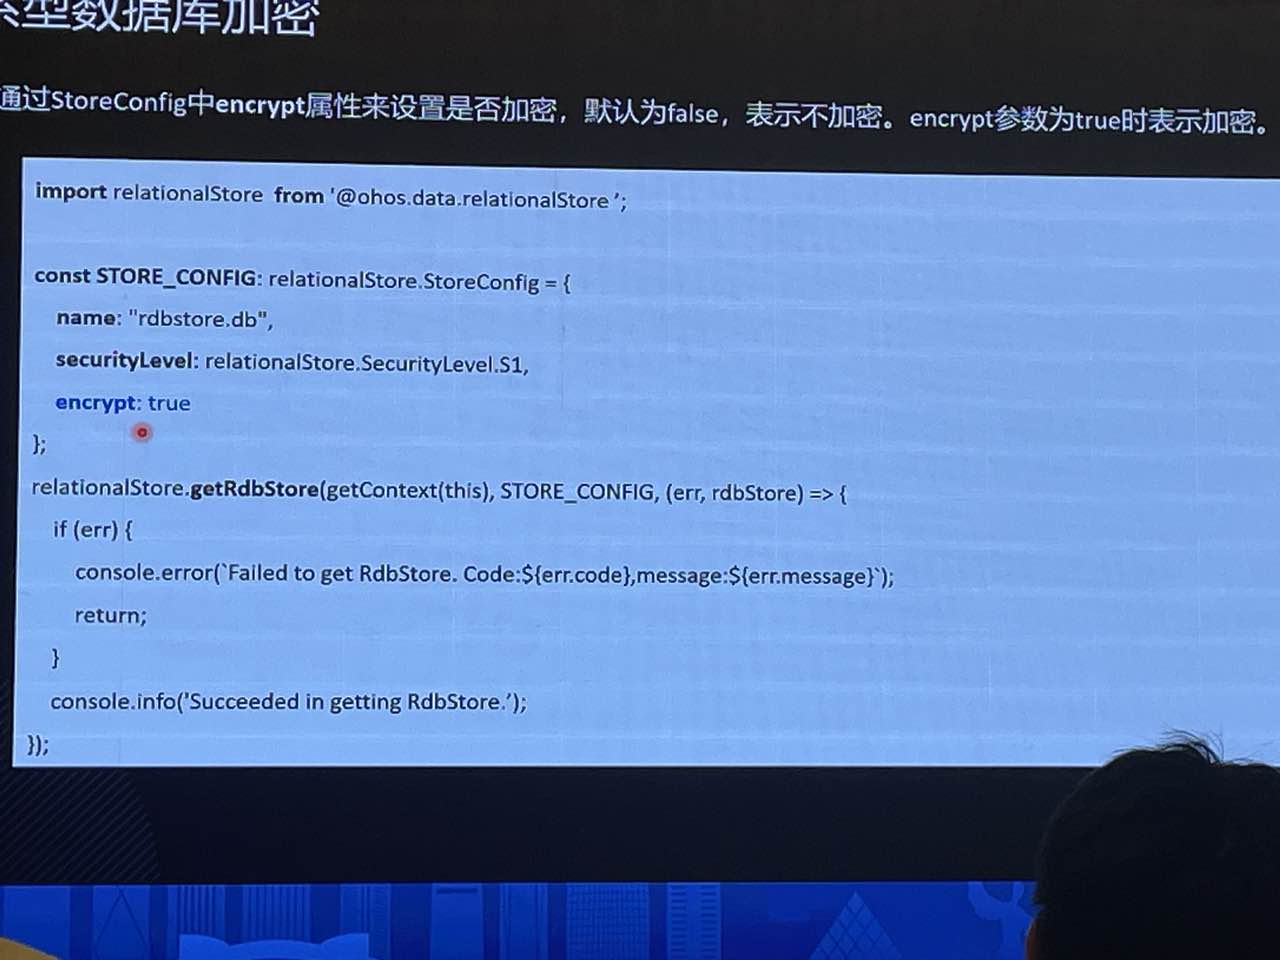 型数据库加密
通过StoreConfig中encrypt属性来设置是否加密，默认为false，表示不加密。encrypt参数为true时表示加密。
import relationalStore from '@ohos.data.relationalStore ';
const STORE_CONFIG: relationalStore.StoreConfig = {
name: "rdbstore.db",
securityLevel: relationalStore.SecurityLevel.S1,
encrypt: true
};
relationalStore.getRdbStore(getContext(this), STORE_CONFIG, (err, rdbStore) => {
if (err) {
console.error(`Failed to get RdbStore. Code:${err.code},message:${err.message}`);
return;
}
console.info('Succeeded in getting RdbStore.');
});